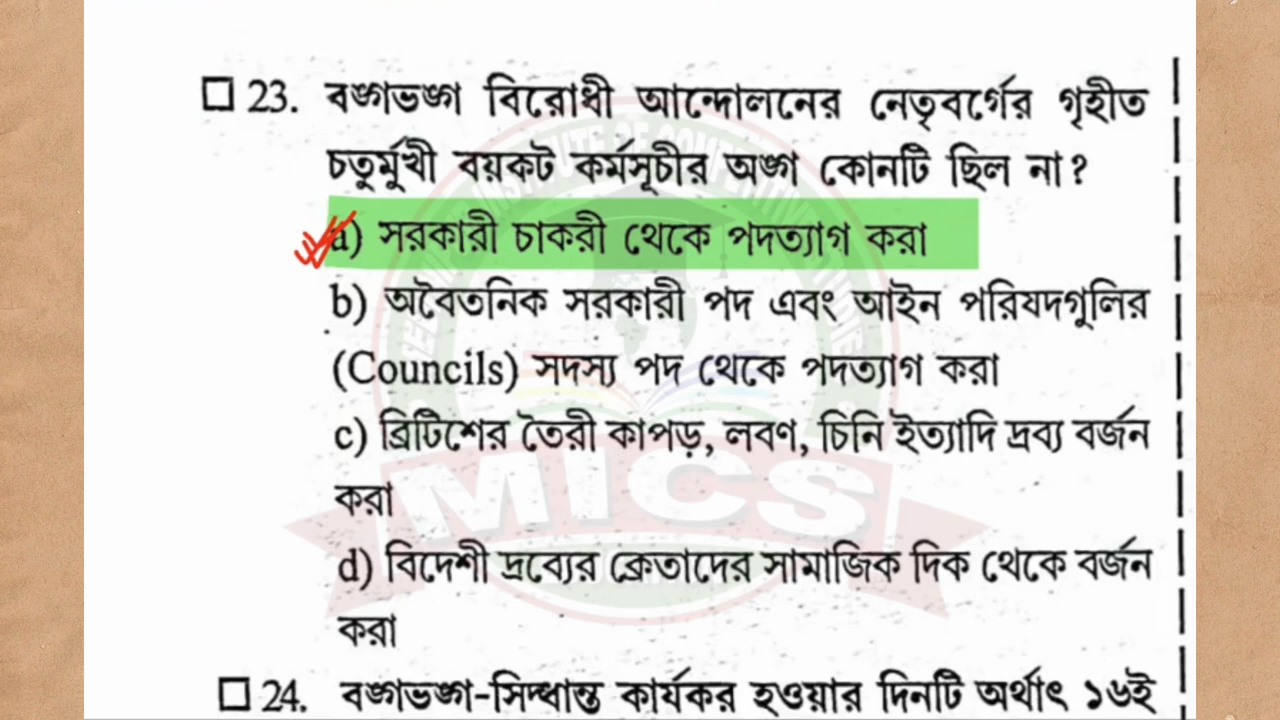 23. বঙ্গভঙ্গ বিরোধী আন্দোলনের নেতৃবর্গের গৃহীত
চতুর্মুখী বয়কট কর্মসূচীর অঙ্গ কোনটি ছিল না?
a) সরকারী চাকরী থেকে পদত্যাগ করা
b) অবৈতনিক সরকারী পদ এবং আইন পরিষদগুলির
(Councils) সদস্য পদ থেকে পদত্যাগ করা
c) ব্রিটিশের তৈরী কাপড়, লবণ, চিনি ইত্যাদি দ্রব্য বর্জন
করা
d) বিদেশী দ্রব্যের ক্রেতাদের সামাজিক দিক থেকে বর্জন
করা
24. বঙ্গভঙ্গ-সিদ্ধান্ত কার্যকর হওয়ার দিনটি অর্থাৎ ১৬ই
MICS